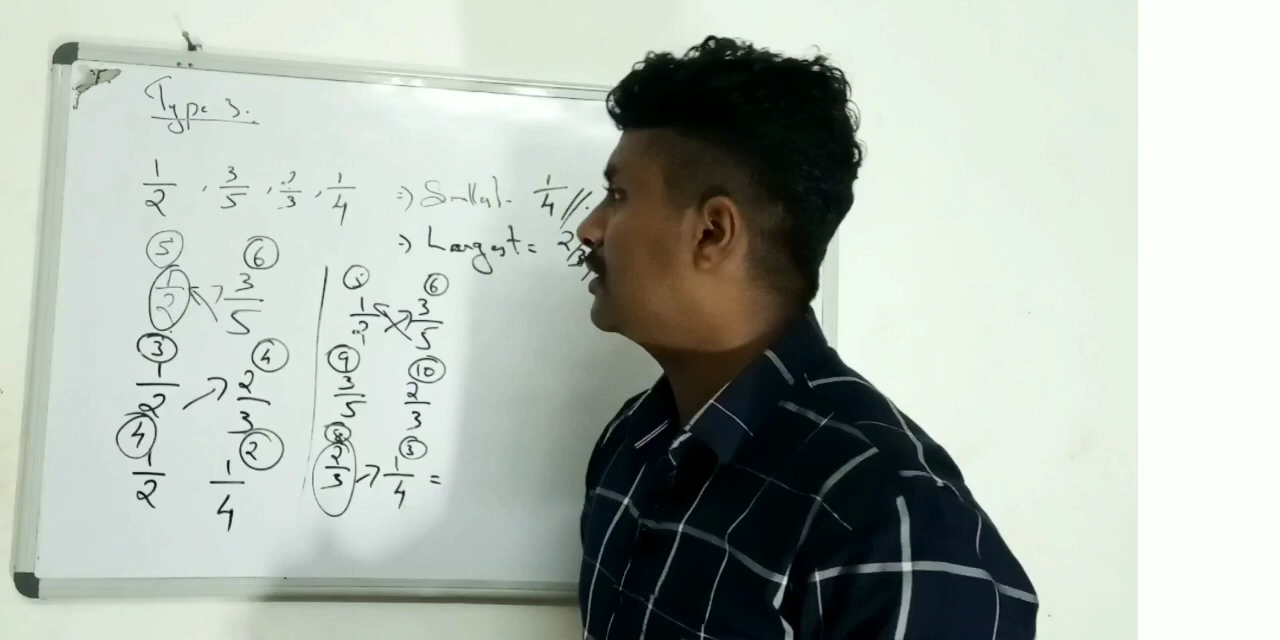 Type 3.
1/2 , 3/5 , 2/3 , 1/4
=> Smallest - 1/4 //.
=> Largest = 2/3
5 6
1/2 3/5
3 4
1/2 2/3
4 2
1/2 1/4
5 6
1/2 3/5
9 10
3/5 2/3
8 3
2/3 1/4 =